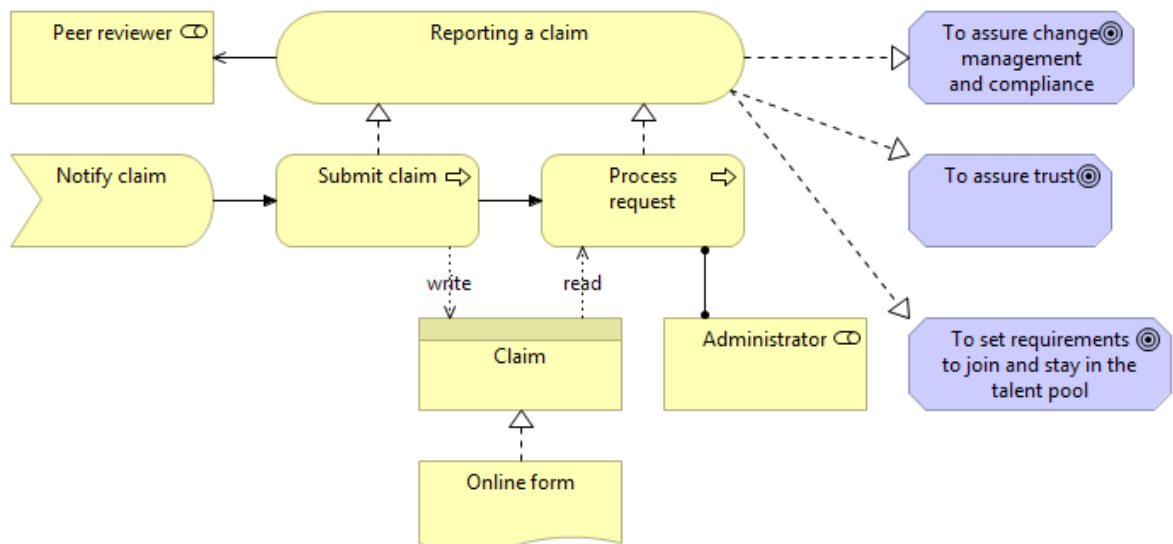 Peer reviewer
Reporting a claim
To assure change
management
and compliance
Notify claim
Submit claim
Process
request
To assure trust
write
read
Claim
Administrator
To set requirements
to join and stay in the
talent pool
Online form